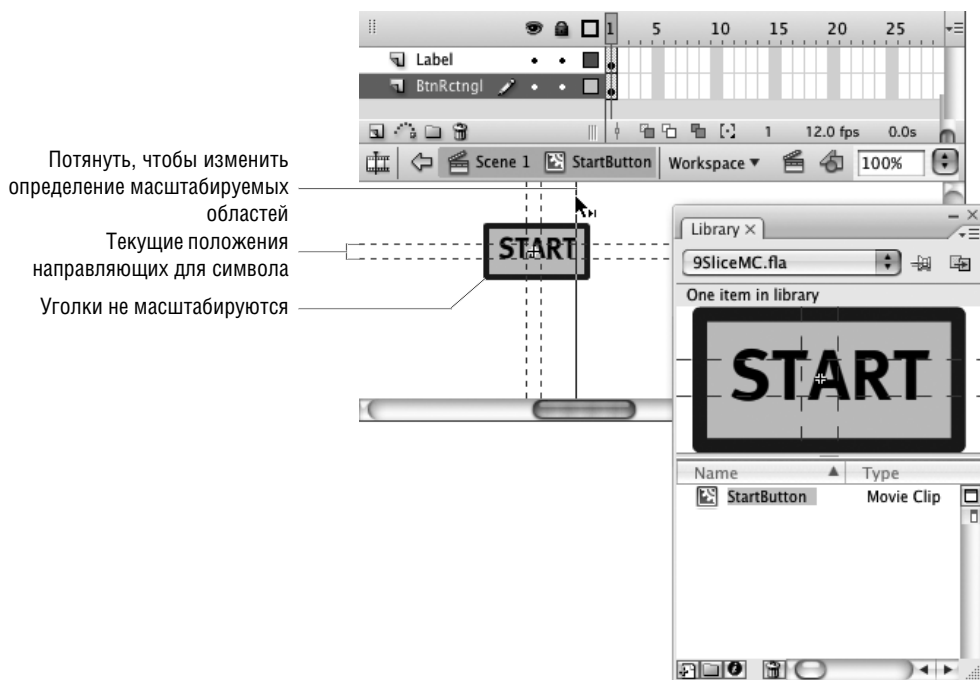 1 5 10 15 20 25
Label
BtnRctngl
1 12.0 fps 0.0s
Scene 1 StartButton Workspace 100%
Потянуть, чтобы изменить
определение масштабируемых
областей
Текущие положения
направляющих для символа
Уголки не масштабируются
START
Library
9SliceMC.fla
One item in library
START
Name Type
StartButton Movie Clip